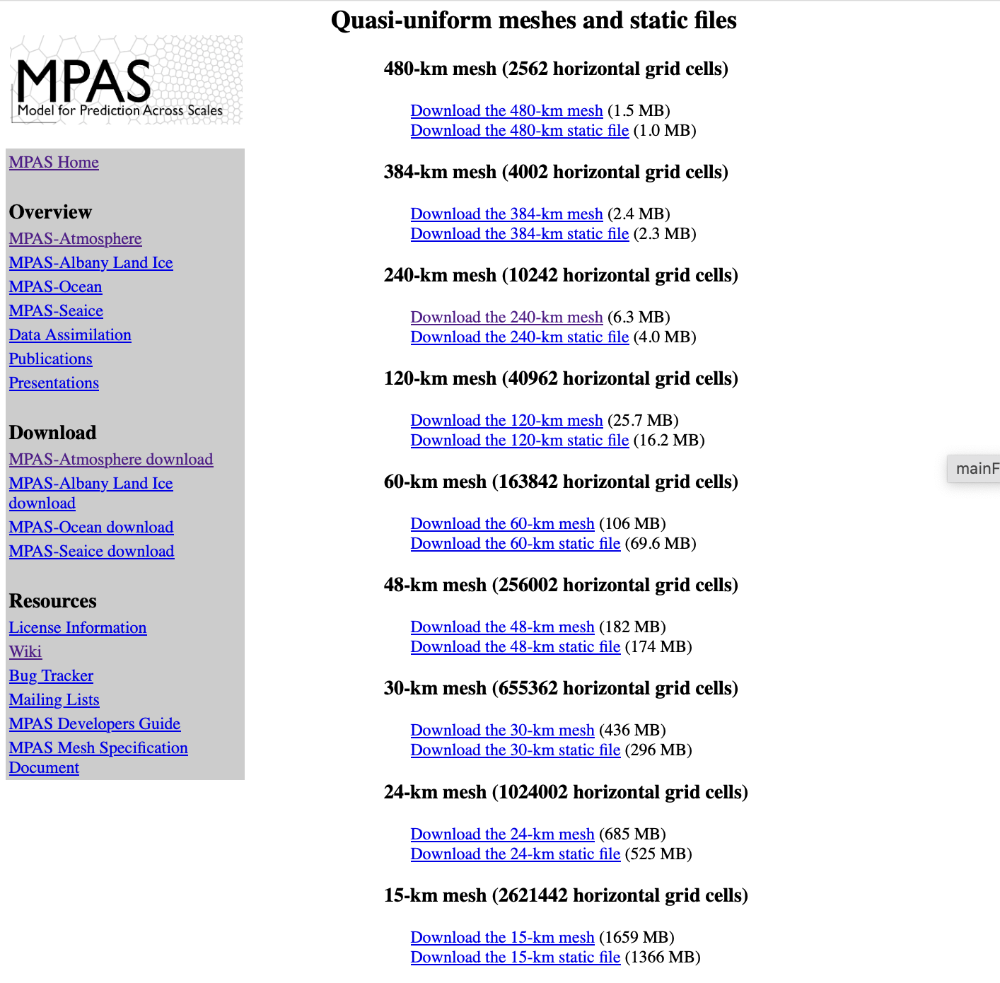 Quasi-uniform meshes and static files
MPAS
Model for Prediction Across Scales
MPAS Home
Overview
MPAS-Atmosphere
MPAS-Albany Land Ice
MPAS-Ocean
MPAS-Seaice
Data Assimilation
Publications
Presentations
Download
MPAS-Atmosphere download
MPAS-Albany Land Ice
download
MPAS-Ocean download
MPAS-Seaice download
Resources
License Information
Wiki
Bug Tracker
Mailing Lists
MPAS Developers Guide
MPAS Mesh Specification
Document
480-km mesh (2562 horizontal grid cells)
Download the 480-km mesh (1.5 MB)
Download the 480-km static file (1.0 MB)
384-km mesh (4002 horizontal grid cells)
Download the 384-km mesh (2.4 MB)
Download the 384-km static file (2.3 MB)
240-km mesh (10242 horizontal grid cells)
Download the 240-km mesh (6.3 MB)
Download the 240-km static file (4.0 MB)
120-km mesh (40962 horizontal grid cells)
Download the 120-km mesh (25.7 MB)
Download the 120-km static file (16.2 MB)
60-km mesh (163842 horizontal grid cells)
Download the 60-km mesh (106 MB)
Download the 60-km static file (69.6 MB)
48-km mesh (256002 horizontal grid cells)
Download the 48-km mesh (182 MB)
Download the 48-km static file (174 MB)
30-km mesh (655362 horizontal grid cells)
Download the 30-km mesh (436 MB)
Download the 30-km static file (296 MB)
24-km mesh (1024002 horizontal grid cells)
Download the 24-km mesh (685 MB)
Download the 24-km static file (525 MB)
15-km mesh (2621442 horizontal grid cells)
Download the 15-km mesh (1659 MB)
Download the 15-km static file (1366 MB)
mainF